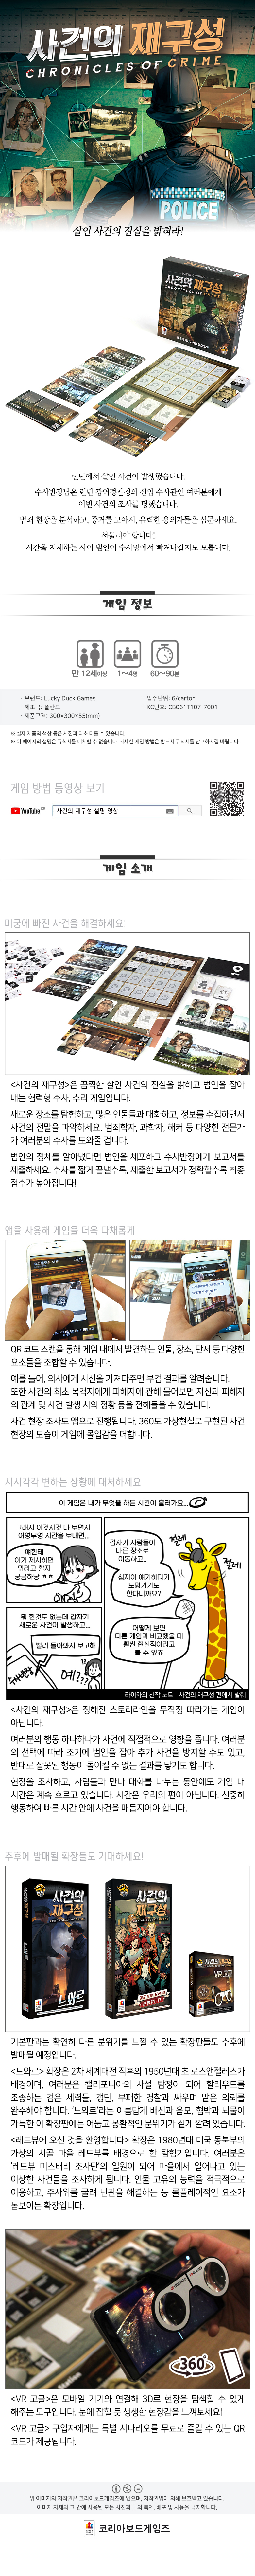 사건의 재구성
CHRONICLES OF CRIME
POLICE
살인 사건의 진실을 밝혀라!
사건의 재구성
런던에서 살인 사건이 발생했습니다.
수사반장님은 런던 광역경찰청의 신입 수사관인 여러분에게
이번 사건의 조사를 명했습니다.
범죄 현장을 분석하고, 증거를 모아서, 유력한 용의자들을 심문하세요.
서둘러야 합니다!
시간을 지체하는 사이 범인이 수사망에서 빠져나갈지도 모릅니다.
게임 정보
만 12세이상
1~4명
60~90분
· 브랜드: Lucky Duck Games
· 제조국: 폴란드
· 제품규격: 300×300×55(mm)
· 입수단위: 6/carton
· KC번호: CB061T107-7001
※ 실제 제품의 색상 등은 사진과 다소 다를 수 있습니다.
※ 이 페이지의 설명은 규칙서를 대체할 수 없습니다. 자세한 게임 방법은 반드시 규칙서를 참고하시길 바랍니다.
게임 방법 동영상 보기
YouTube
사건의 재구성 설명 영상
게임 소개
미궁에 빠진 사건을 해결하세요!
<사건의 재구성>은 끔찍한 살인 사건의 진실을 밝히고 범인을 잡아
내는 협력형 수사, 추리 게임입니다.
새로운 장소를 탐험하고, 많은 인물들과 대화하고, 정보를 수집하면서
사건의 전말을 파악하세요. 범죄학자, 과학자, 해커 등 다양한 전문가
가 여러분의 수사를 도와줄 겁니다.
범인의 정체를 알아냈다면 범인을 체포하고 수사반장에게 보고서를
제출하세요. 수사를 짧게 끝낼수록, 제출한 보고서가 정확할수록 최종
점수가 높아집니다!
앱을 사용해 게임을 더욱 다채롭게
QR 코드 스캔을 통해 게임 내에서 발견하는 인물, 장소, 단서 등 다양한
요소들을 조합할 수 있습니다.
예를 들어, 의사에게 시신을 가져다주면 부검 결과를 알려줍니다.
또한 사건의 최초 목격자에게 피해자에 관해 물어보면 자신과 피해자
의 관계 및 사건 발생 시의 정황 등을 전해들을 수 있습니다.
사건 현장 조사도 앱으로 진행됩니다. 360도 가상현실로 구현된 사건
현장의 모습이 게임에 몰입감을 더합니다.
시시각각 변하는 상황에 대처하세요
이 게임은 내가 무엇을 하든 시간이 흘러가요...
그래서 이것저것 다 보면서
어영부영 시간을 보내면...
얘한테
이거 제시하면
뭐라고 할지
궁금하당 ㅎㅎ
뭐 한것도 없는데 갑자기
새로운 사건이 발생하고...
빨리 돌아와서 보고해
수사반장
예???
갑자기 사람들이
다른 장소로
이동하고..
심지어 얘기하다가
도망가기도
한다니까요?
어떻게 보면
다른 게임과 비교했을 때
훨씬 현실적이라고
볼 수 있죠
절레
절레
라이카의 신작 노트 - 사건의 재구성 편에서 발췌
<사건의 재구성>은 정해진 스토리라인을 무작정 따라가는 게임이
아닙니다.
여러분의 행동 하나하나가 사건에 직접적으로 영향을 줍니다. 여러분
의 선택에 따라 조기에 범인을 잡아 추가 사건을 방지할 수도 있고,
반대로 잘못된 행동이 돌이킬 수 없는 결과를 낳기도 합니다.
현장을 조사하고, 사람들과 만나 대화를 나누는 동안에도 게임 내
시간은 계속 흐르고 있습니다. 시간은 우리의 편이 아닙니다. 신중히
행동하여 빠른 시간 안에 사건을 매듭지어야 합니다.
추후에 발매될 확장들도 기대하세요!
사건의 재구성
느와르
사건의 재구성
사건의 재구성
VR 고글
기본판과는 확연히 다른 분위기를 느낄 수 있는 확장판들도 추후에
발매될 예정입니다.
<느와르> 확장은 2차 세계대전 직후의 1950년대 초 로스앤젤레스가
배경이며, 여러분은 캘리포니아의 사설 탐정이 되어 할리우드를
조종하는 검은 세력들, 갱단, 부패한 경찰과 싸우며 맡은 의뢰를
완수해야 합니다. '느와르'라는 이름답게 배신과 음모, 협박과 뇌물이
가득한 이 확장판에는 어둡고 몽환적인 분위기가 짙게 깔려 있습니다.
<레드뷰에 오신 것을 환영합니다> 확장은 1980년대 미국 동북부의
가상의 시골 마을 레드뷰를 배경으로 한 탐험기입니다. 여러분은
'레드뷰 미스터리 조사단'의 일원이 되어 마을에서 일어나고 있는
이상한 사건들을 조사하게 됩니다. 인물 고유의 능력을 적극적으로
이용하고, 주사위를 굴려 난관을 해결하는 등 롤플레이적인 요소가
돋보이는 확장입니다.
360°
<VR 고글>은 모바일 기기와 연결해 3D로 현장을 탐색할 수 있게
해주는 도구입니다. 눈에 잡힐 듯 생생한 현장감을 느껴보세요!
<VR 고글> 구입자에게는 특별 시나리오를 무료로 즐길 수 있는 QR
코드가 제공됩니다.
위 이미지의 저작권은 코리아보드게임즈에 있으며, 저작권법에 의해 보호받고 있습니다.
이미지 자체와 그 안에 사용된 모든 사진과 글의 복제, 배포 및 사용을 금지합니다.
코리아보드게임즈